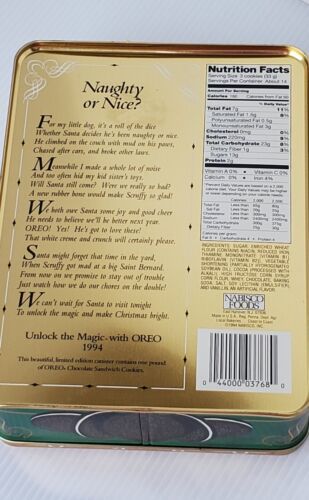 Naughty
or Nice?
For my little dog, it's a roll of the dice
Whether Santa decides he's been naughty or nice.
He climbed on the couch with mud on his paws,
Chased after cars, and broke other laws.
Meanwhile I made a whole lot of noise
And too often hid my kid sister's toys.
Will Santa still come? Were we really so bad?
A new rubber bone would make Scruffy so glad!
We both owe Santa some joy and good cheer
He needs to believe we'll be better next year.
OREO! Yes! He's got to love these!
That white creme and crunch will certainly please.
Santa might forget that time in the yard,
When Scruffy got mad at a big Saint Bernard.
From now on we promise to stay out of trouble!
Just watch how we do our chores on the double!
We can't wait for Santa to visit tonight
To unlock the magic and make Christmas bright.
Unlock the Magic with OREO
1994
This beautiful, limited edition canister contains one pound
of OREO® Chocolate Sandwich Cookies.
Nutrition Facts
Serving Size 3 cookies (33 g)
Servings Per Container About 14
Amount Per Serving
Calories 160 Calories from Fat 60
% Daily Value*
Total Fat 7g 11%
Saturated Fat 1.5g 8%
Polyunsaturated Fat 0.5g
Monounsaturated Fat 3g
Cholesterol 0mg 0%
Sodium 220mg 9%
Total Carbohydrate 23g 8%
Dietary Fiber 1g
Sugars 13g
Protein 2g
Vitamin A 0% • Vitamin C 0%
Calcium 0% • Iron 4%
NABISCO
FOODS
0 44000 03768 0